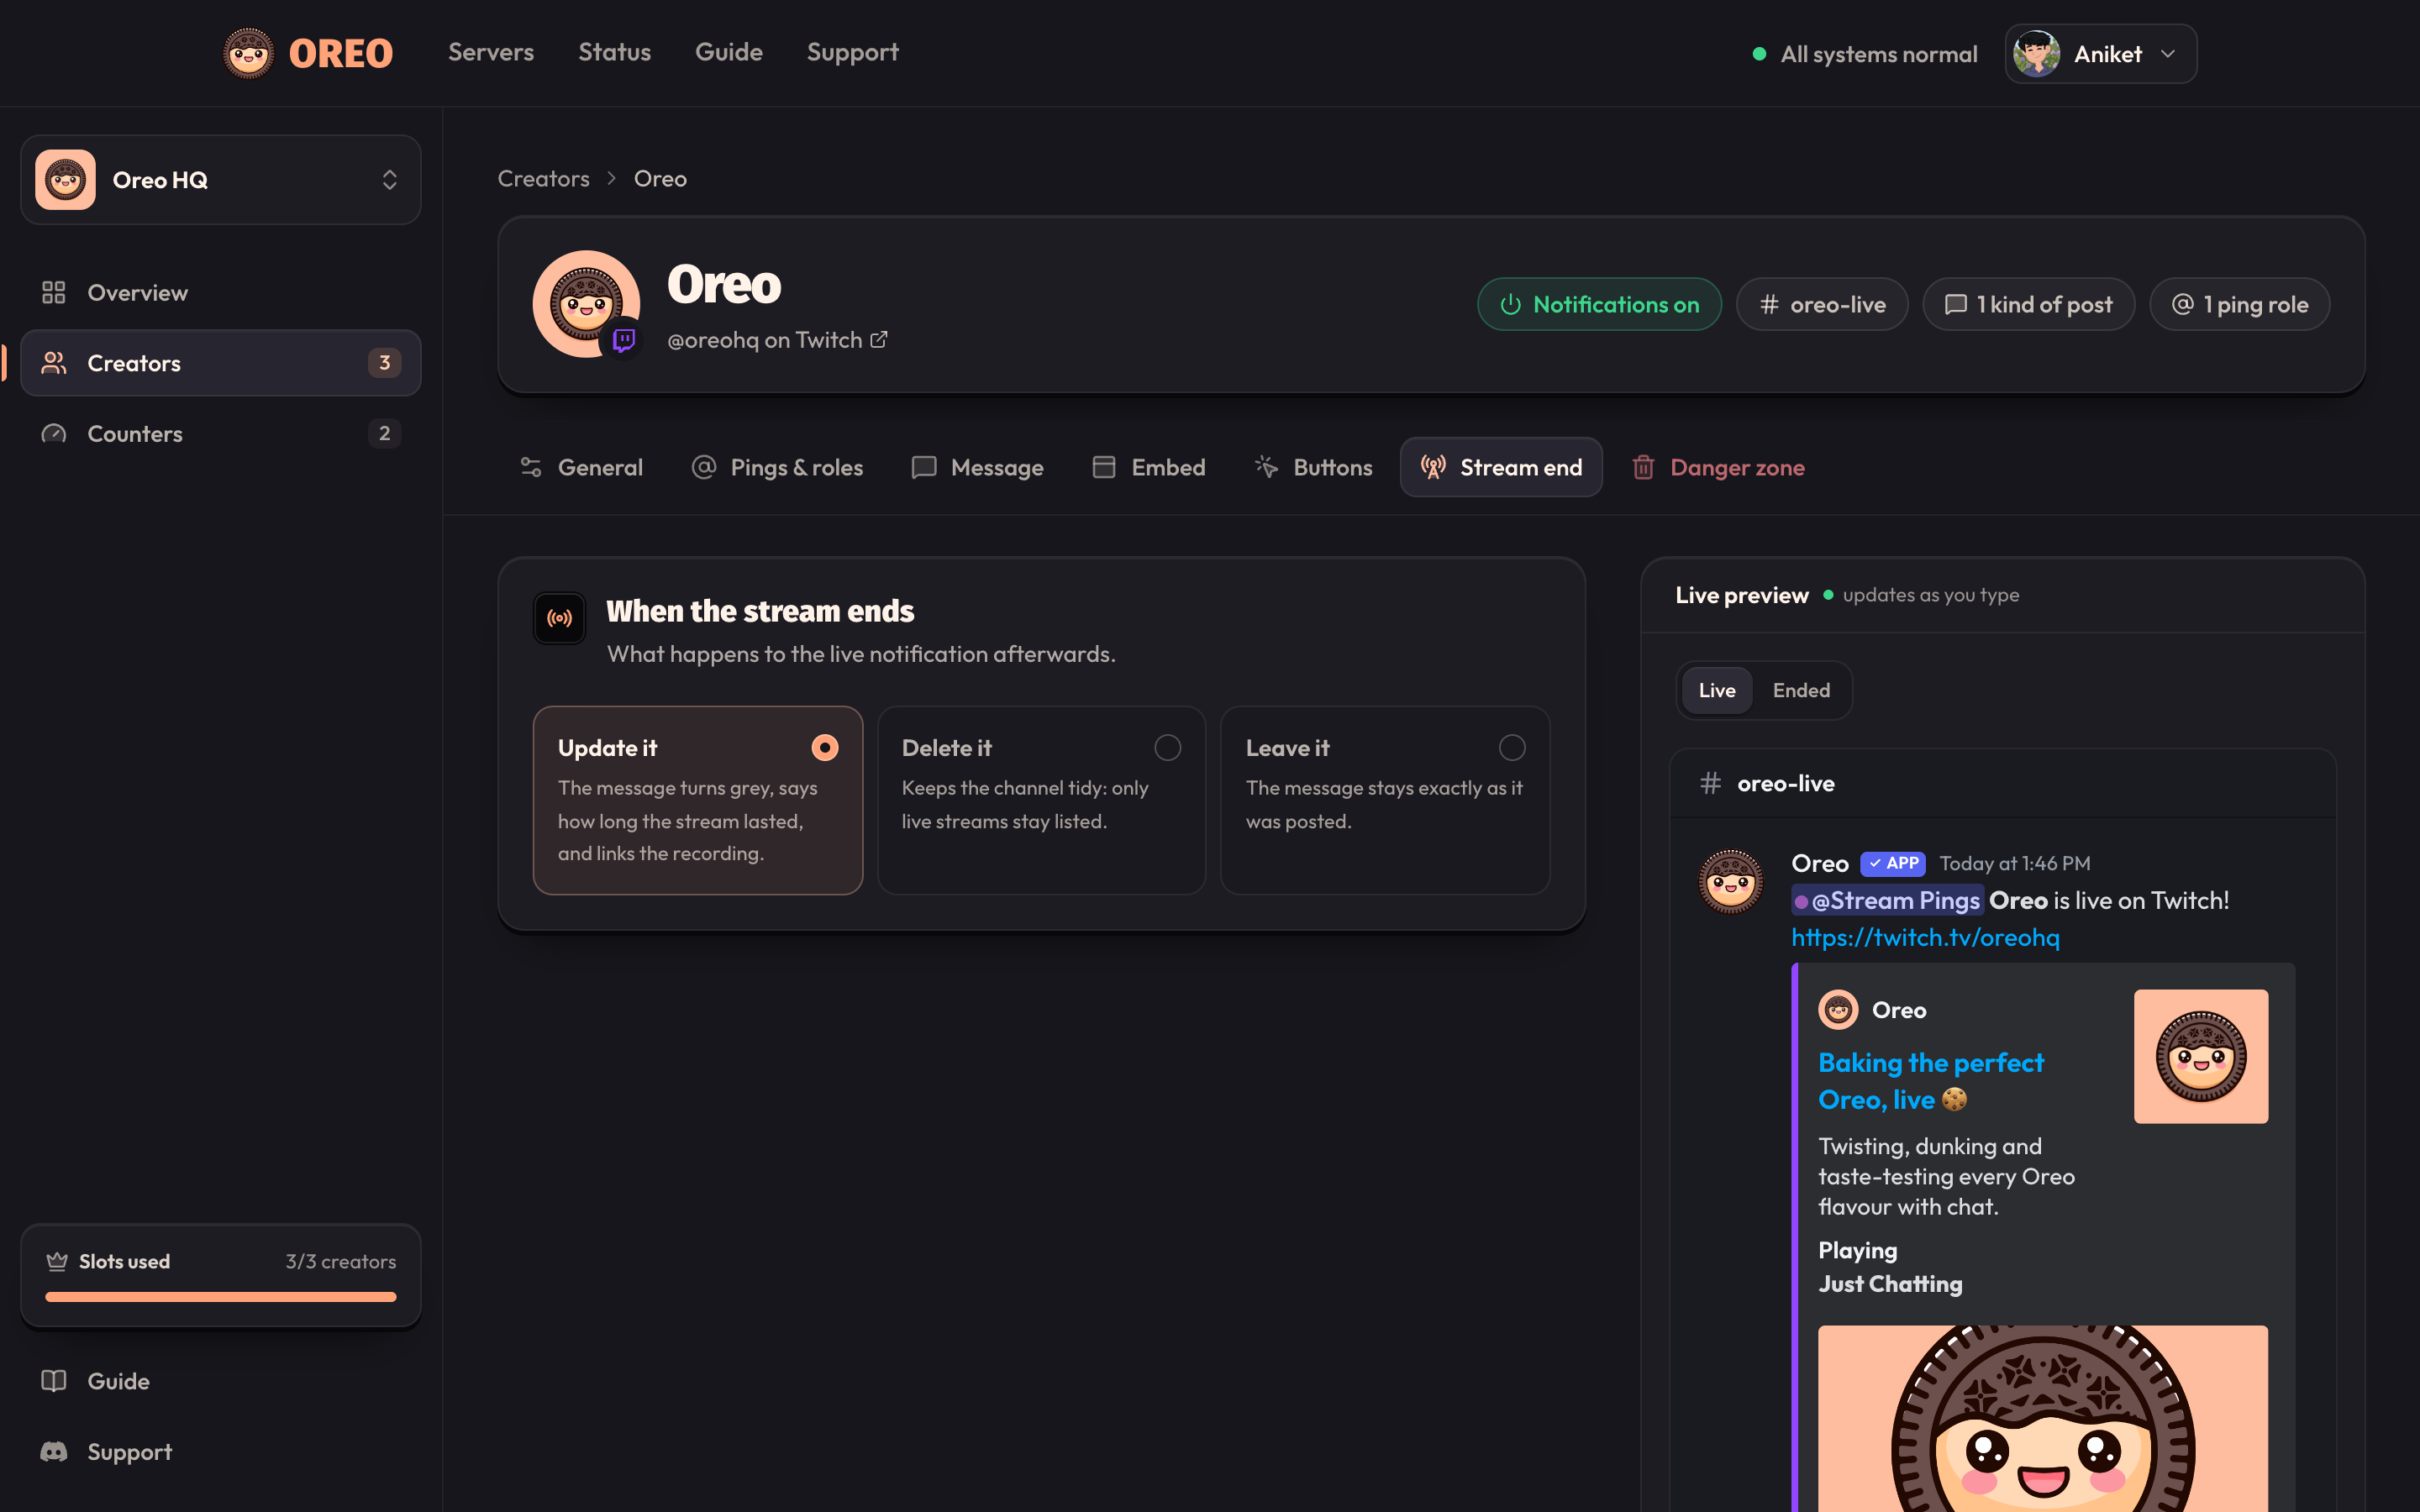 OREO
Servers
Status
Guide
Support
All systems normal
Aniket
Oreo HQ
Overview
Creators
3
Counters
2
Slots used
3/3 creators
Guide
Support
Creators
Oreo
Oreo
@oreohq on Twitch
Notifications on
# oreo-live
1 kind of post
@ 1 ping role
General
@ Pings & roles
Message
Embed
Buttons
Stream end
Danger zone
When the stream ends
What happens to the live notification afterwards.
Update it
The message turns grey, says
how long the stream lasted,
and links the recording.
Delete it
Keeps the channel tidy: only
live streams stay listed.
Leave it
The message stays exactly as it
was posted.
Live preview
updates as you type
Live
Ended
# oreo-live
Oreo ✓ APP Today at 1:46 PM
@Stream Pings Oreo is live on Twitch!
https://twitch.tv/oreohq
Oreo
Baking the perfect
Oreo, live 🍪
Twisting, dunking and
taste-testing every Oreo
flavour with chat.
Playing
Just Chatting